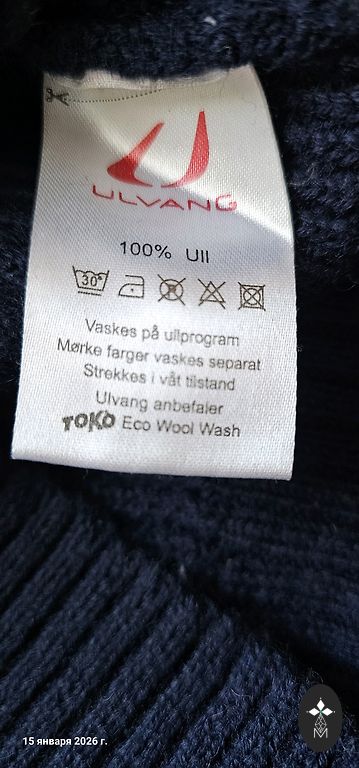 ULVANG
100% Ull
30°
Vaskes på ullprogram
Mørke farger vaskes separat
Strekkes i våt tilstand
Ulvang anbefaler
TOKO Eco Wool Wash
15 января 2026 г.